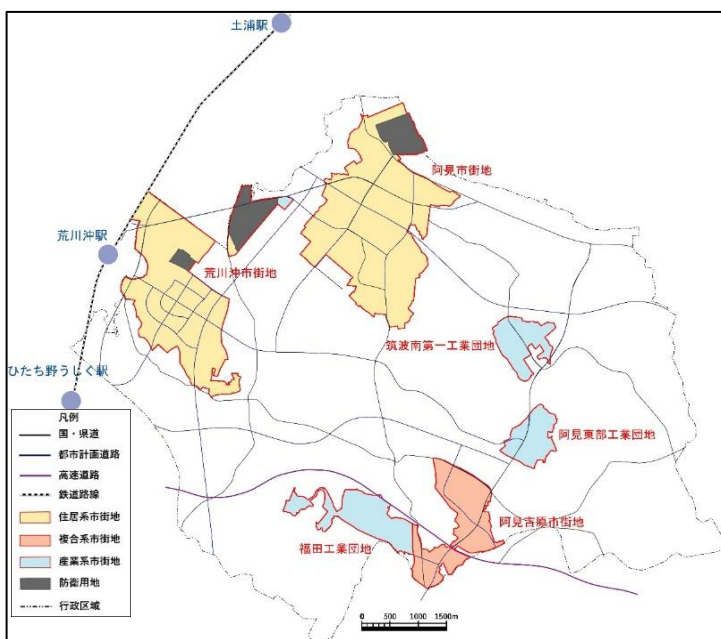 土浦駅
阿見市街地
荒川沖駅
荒川沖市街地
筑波南第一工業団地
ひたち野うしく駅
阿見東部工業団地
阿見吉原市街地
福田工業団地
凡例
国・県道
都市計画道路
高速道路
鉄道路線
住居系市街地
複合系市街地
産業系市街地
防衛用地
行政区域
0 500 1000 1500m